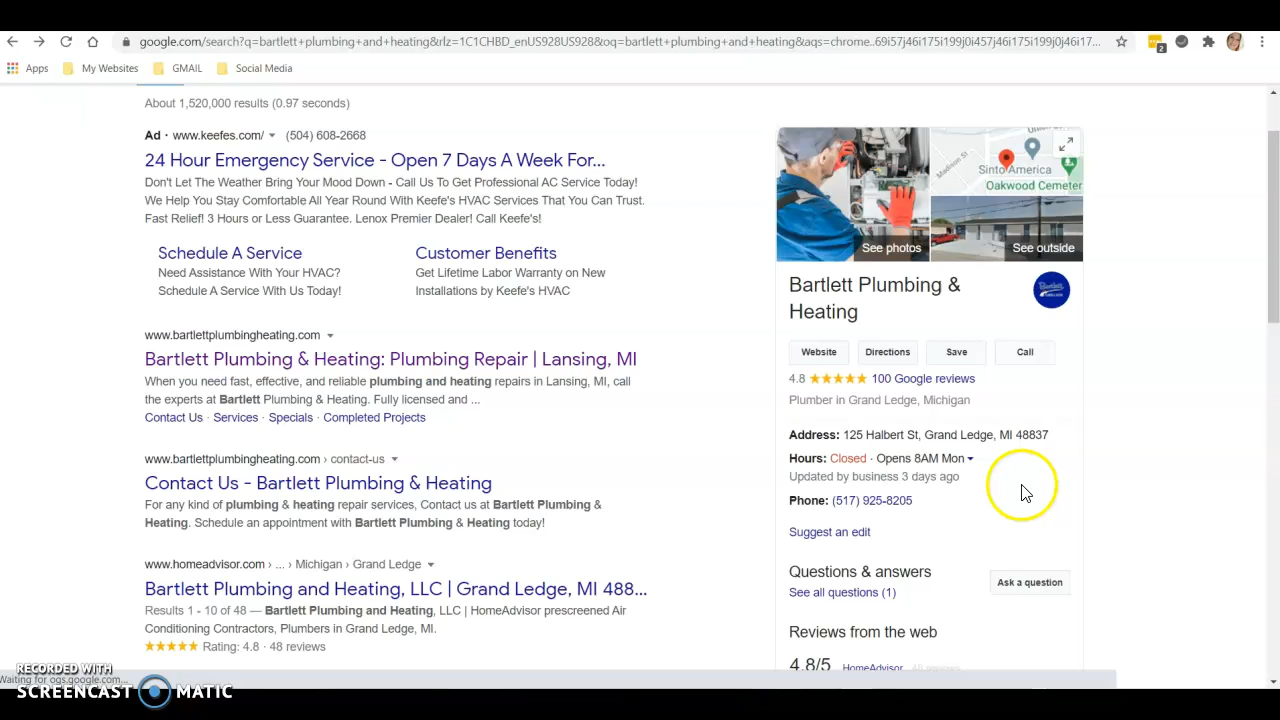 google.com/search?q=bartlett+plumbing+and+heating&rlz=1C1CHBD_enUS928US928&oq=bartlett+plumbing+and+heating&aqs=chrome..69i57j46i175i199j0i457j46i175i199j0j46i17...
2
Apps My Websites GMAIL Social Media
About 1,520,000 results (0.97 seconds)
Ad · www.keefes.com/ (504) 608-2668
24 Hour Emergency Service - Open 7 Days A Week For...
Don't Let The Weather Bring Your Mood Down - Call Us To Get Professional AC Service Today!
We Help You Stay Comfortable All Year Round With Keefe's HVAC Services That You Can Trust.
Fast Relief! 3 Hours or Less Guarantee. Lenox Premier Dealer! Call Keefe's!
Schedule A Service
Need Assistance With Your HVAC?
Schedule A Service With Us Today!
Customer Benefits
Get Lifetime Labor Warranty on New
Installations by Keefe's HVAC
www.bartlettplumbingheating.com
Bartlett Plumbing & Heating: Plumbing Repair | Lansing, MI
When you need fast, effective, and reliable plumbing and heating repairs in Lansing, MI, call
the experts at Bartlett Plumbing & Heating. Fully licensed and ...
Contact Us · Services · Specials · Completed Projects
www.bartlettplumbingheating.com › contact-us
Contact Us - Bartlett Plumbing & Heating
For any kind of plumbing & heating repair services, Contact us at Bartlett Plumbing &
Heating. Schedule an appointment with Bartlett Plumbing & Heating today!
www.homeadvisor.com › ... › Michigan › Grand Ledge
Bartlett Plumbing and Heating, LLC | Grand Ledge, MI 488...
Results 1 - 10 of 48 — Bartlett Plumbing and Heating, LLC | HomeAdvisor prescreened Air
Conditioning Contractors, Plumbers in Grand Ledge, MI.
Rating: 4.8 · 48 reviews
Madison St
Sinto America
Oakwood Cemeter
See photos
See outside
Bartlett Plumbing &
Heating
Website Directions Save Call
4.8 100 Google reviews
Plumber in Grand Ledge, Michigan
Address: 125 Halbert St, Grand Ledge, MI 48837
Hours: Closed · Opens 8AM Mon
Updated by business 3 days ago
Phone: (517) 925-8205
Suggest an edit
Questions & answers
See all questions (1)
Ask a question
Reviews from the web
4.8/5 HomeAdvisor 48 reviews
Waiting for ogs.google.com...
RECORDED WITH
SCREENCAST MATIC